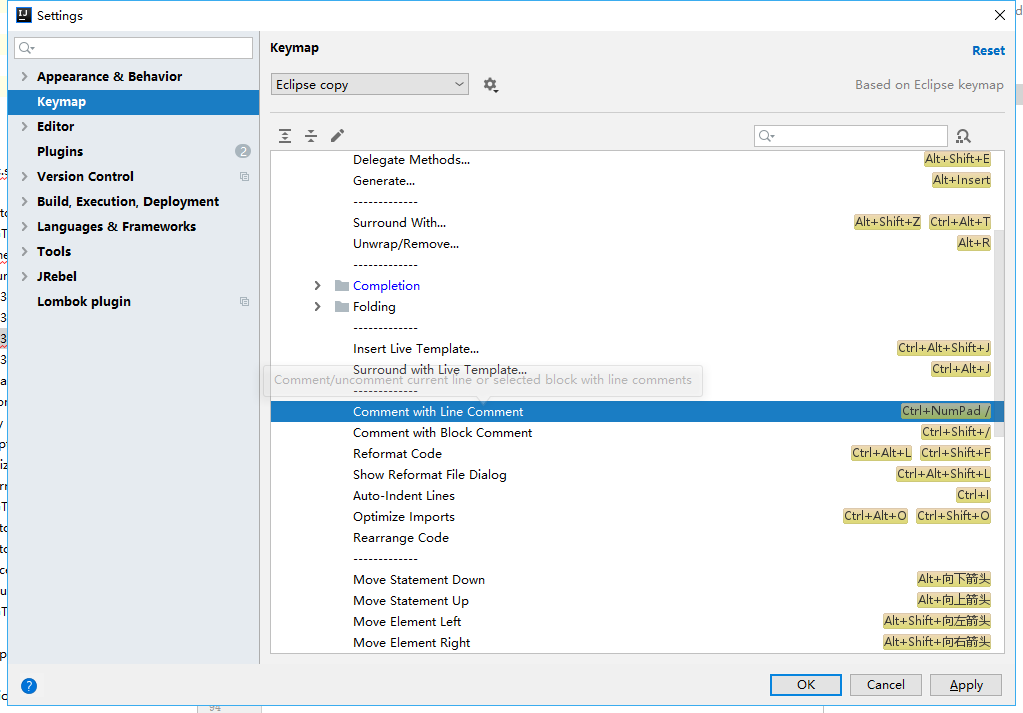 Settings
Keymap
Reset
Appearance & Behavior
Keymap
Editor
Plugins 2
Version Control
Build, Execution, Deployment
Languages & Frameworks
Tools
JRebel
Lombok plugin
Eclipse copy
Based on Eclipse keymap
Delegate Methods... Alt+Shift+E
Generate... Alt+Insert
-------------
Surround With... Alt+Shift+Z Ctrl+Alt+T
Unwrap/Remove... Alt+R
-------------
Completion
Folding
-------------
Insert Live Template... Ctrl+Alt+Shift+J
Surround with Live Template... Ctrl+Alt+J
Comment/uncomment current line or selected block with line comments
-------------
Comment with Line Comment Ctrl+NumPad /
Comment with Block Comment Ctrl+Shift+/
Reformat Code Ctrl+Alt+L Ctrl+Shift+F
Show Reformat File Dialog Ctrl+Alt+Shift+L
Auto-Indent Lines Ctrl+I
Optimize Imports Ctrl+Alt+O Ctrl+Shift+O
Rearrange Code
-------------
Move Statement Down Alt+向下箭头
Move Statement Up Alt+向上箭头
Move Element Left Alt+Shift+向左箭头
Move Element Right Alt+Shift+向右箭头
?
OK Cancel Apply
94